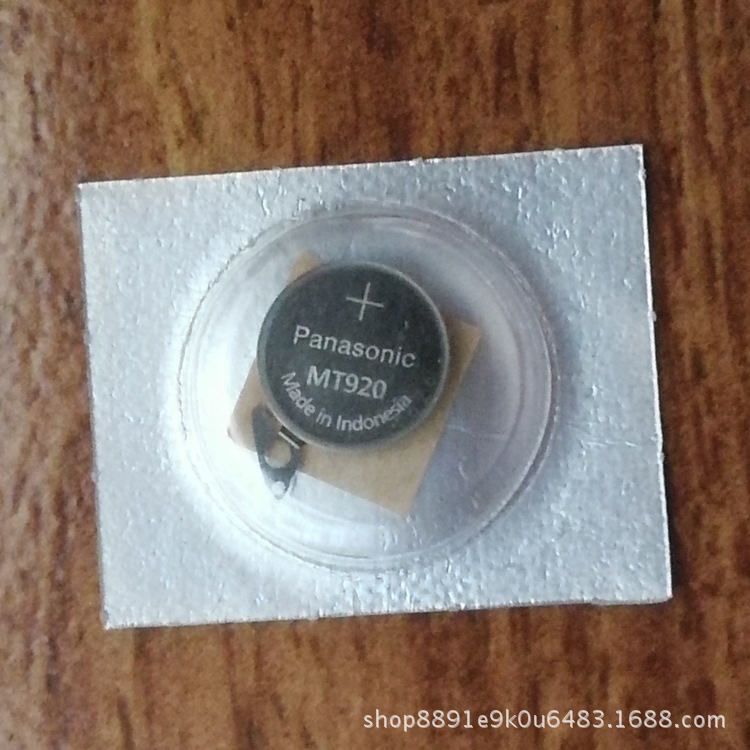 +
Panasonic
MT920
Made in Indonesia
shop8891e9k0u6483.1688.com